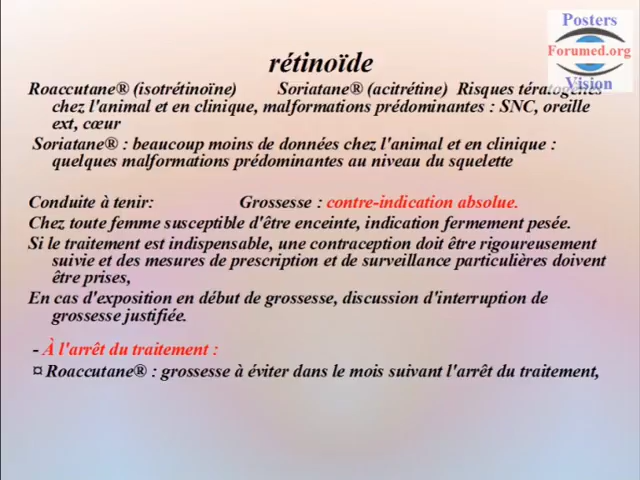 Posters
Forumed.org
Vision
rétinoïde
Roaccutane® (isotrétinoïne) Soriatane® (acitrétine) Risques tératogènes
chez l'animal et en clinique, malformations prédominantes : SNC, oreille
ext, cœur
Soriatane® : beaucoup moins de données chez l'animal et en clinique :
quelques malformations prédominantes au niveau du squelette
Conduite à tenir: Grossesse : contre-indication absolue.
Chez toute femme susceptible d'être enceinte, indication fermement pesée.
Si le traitement est indispensable, une contraception doit être rigoureusement
suivie et des mesures de prescription et de surveillance particulières doivent
être prises,
En cas d'exposition en début de grossesse, discussion d'interruption de
grossesse justifiée.
- À l'arrêt du traitement :
¤ Roaccutane® : grossesse à éviter dans le mois suivant l'arrêt du traitement,